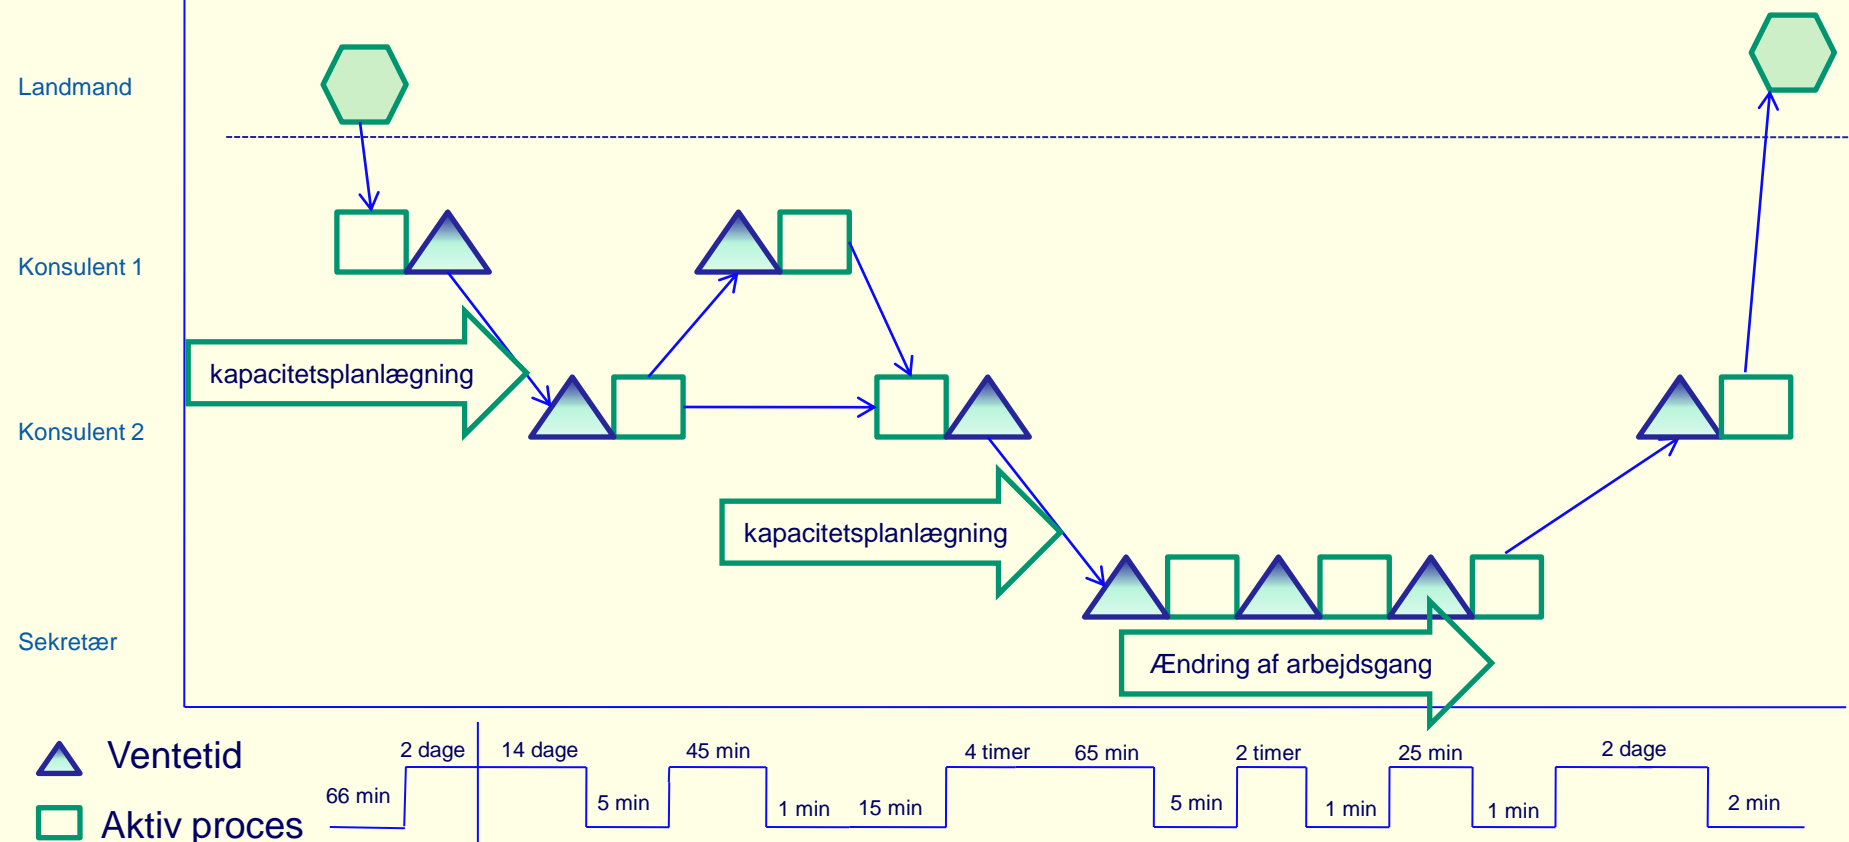 Landmand
Konsulent 1
kapacitetsplanlægning
Konsulent 2
kapacitetsplanlægning
Sekretær
Ændring af arbejdsgang
Ventetid
Aktiv proces
66 min
2 dage
14 dage
5 min
45 min
1 min
15 min
4 timer
65 min
5 min
2 timer
1 min
25 min
1 min
2 dage
2 min